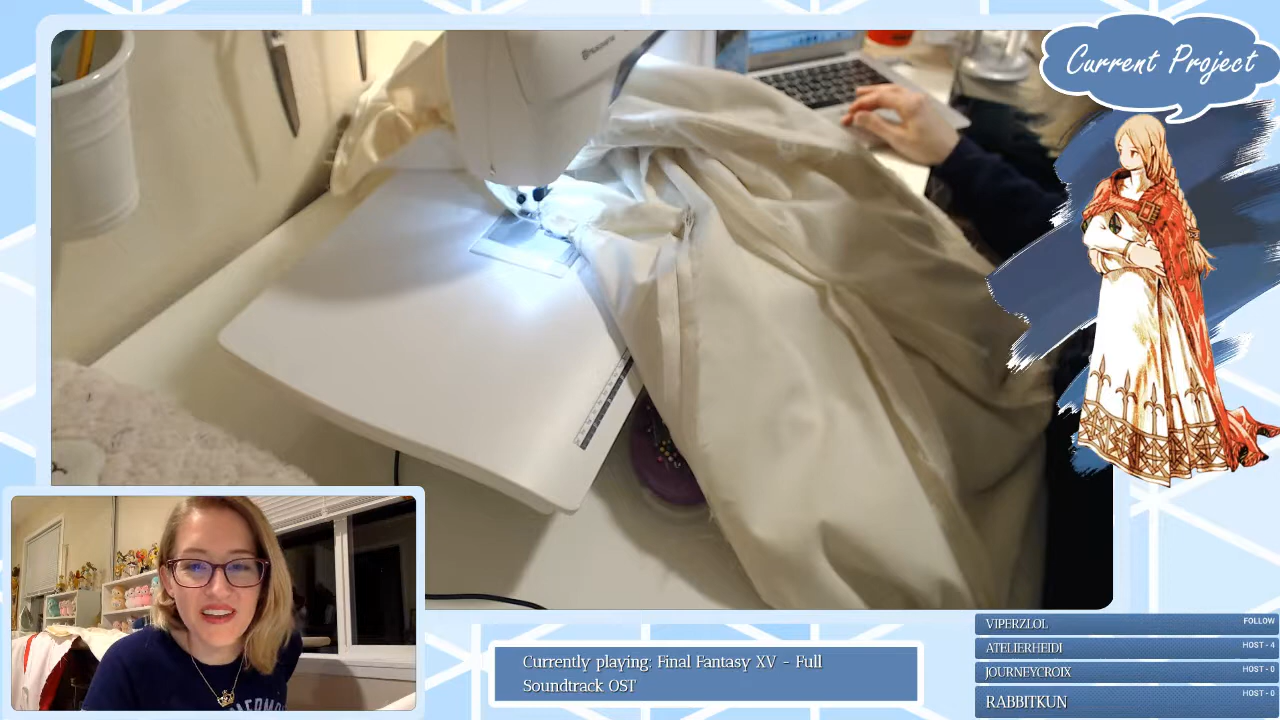 Current Project
Currently playing: Final Fantasy XV - Full
Soundtrack OST
VIPERZLOL FOLLOW
ATELIERHEIDI HOST - 4
JOURNEYCROIX HOST - 0
RABBITKUN HOST - 0